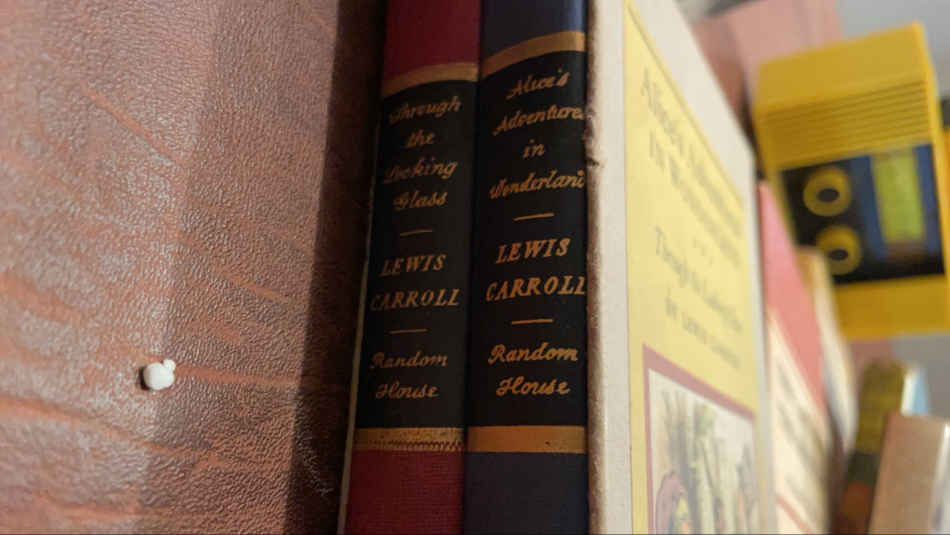 Through
the
Looking
Glass
LEWIS
CARROLL
Random
House
Alice's
Adventures
in
Wonderland
LEWIS
CARROLL
Random
House